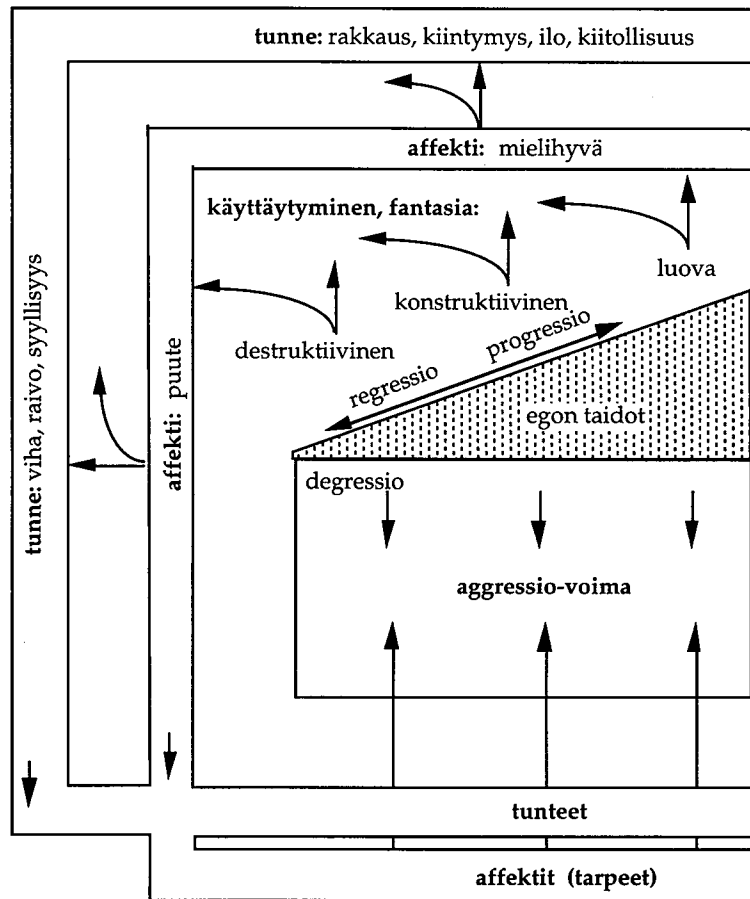 tunne: rakkaus, kiintymys, ilo, kiitollisuus
affekti: mielihyvä
käyttäytyminen, fantasia:
luova
konstruktiivinen
destruktiivinen
progressio
regressio
egon taidot
degressio
aggressio-voima
tunne: viha, raivo, syyllisyys
affekti: puute
tunteet
affektit (tarpeet)